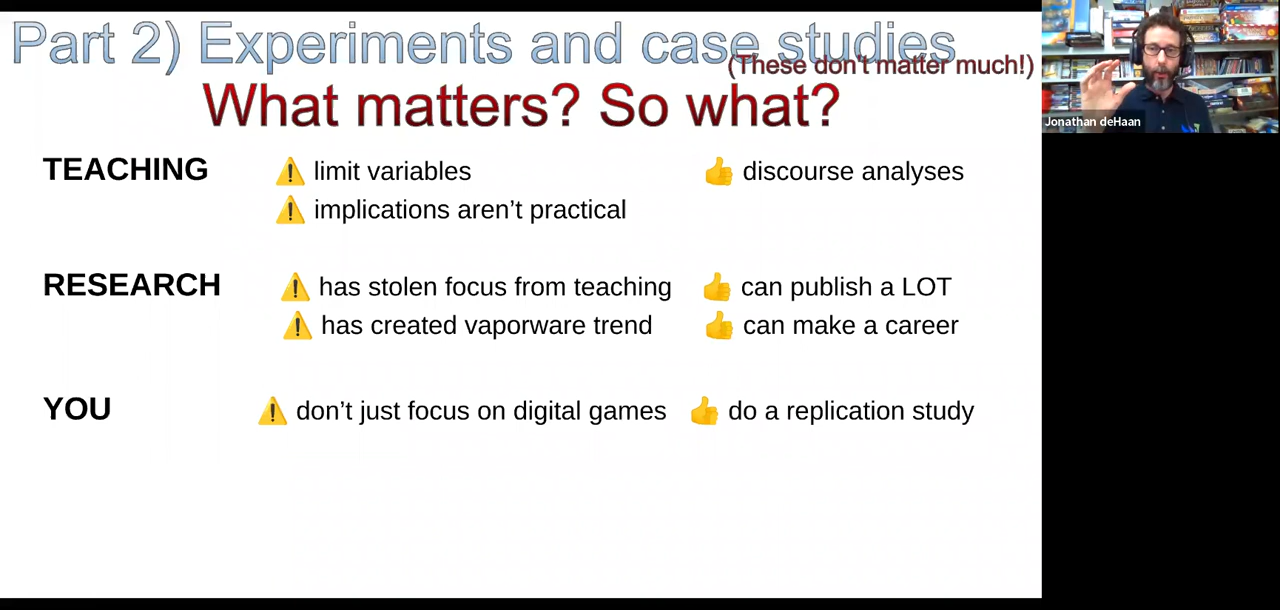 Part 2) Experiments and case studies
(These don't matter much!)
What matters? So what?
TEACHING
⚠️ limit variables
👍 discourse analyses
⚠️ implications aren’t practical
RESEARCH
⚠️ has stolen focus from teaching
👍 can publish a LOT
⚠️ has created vaporware trend
👍 can make a career
YOU
⚠️ don’t just focus on digital games
👍 do a replication study
Jonathan deHaan